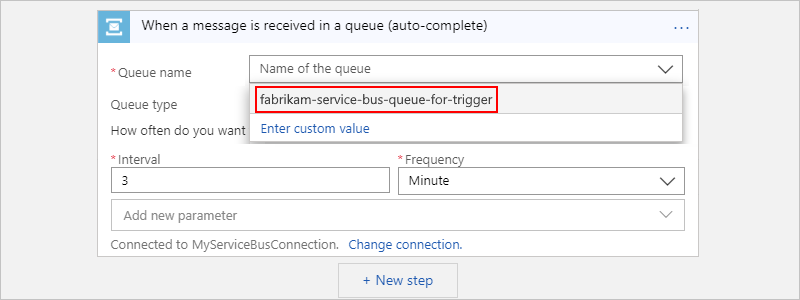 When a message is received in a queue (auto-complete)
...
* Queue name
Name of the queue
fabrikam-service-bus-queue-for-trigger
Queue type
Enter custom value
How often do you want
* Interval
* Frequency
3
Minute
Add new parameter
Connected to MyServiceBusConnection. Change connection.
+ New step